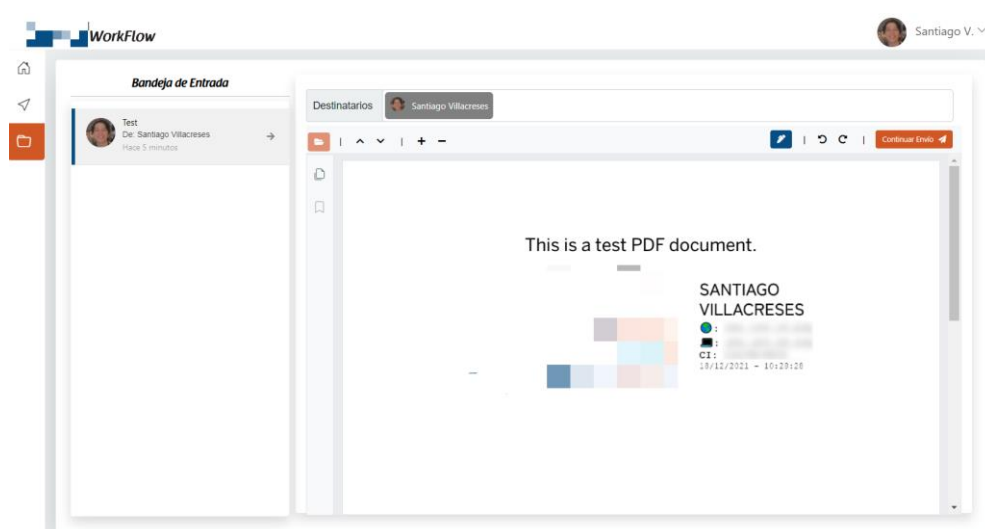 WorkFlow
Santiago V.
Bandeja de Entrada
Test
De: Santiago Villacreses
Hace 5 minutos
Destinatarios
Santiago Villacreses
Continuar Envío
This is a test PDF document.
SANTIAGO
VILLACRESES
:
:
CI:
18/12/2021 - 10:23:28